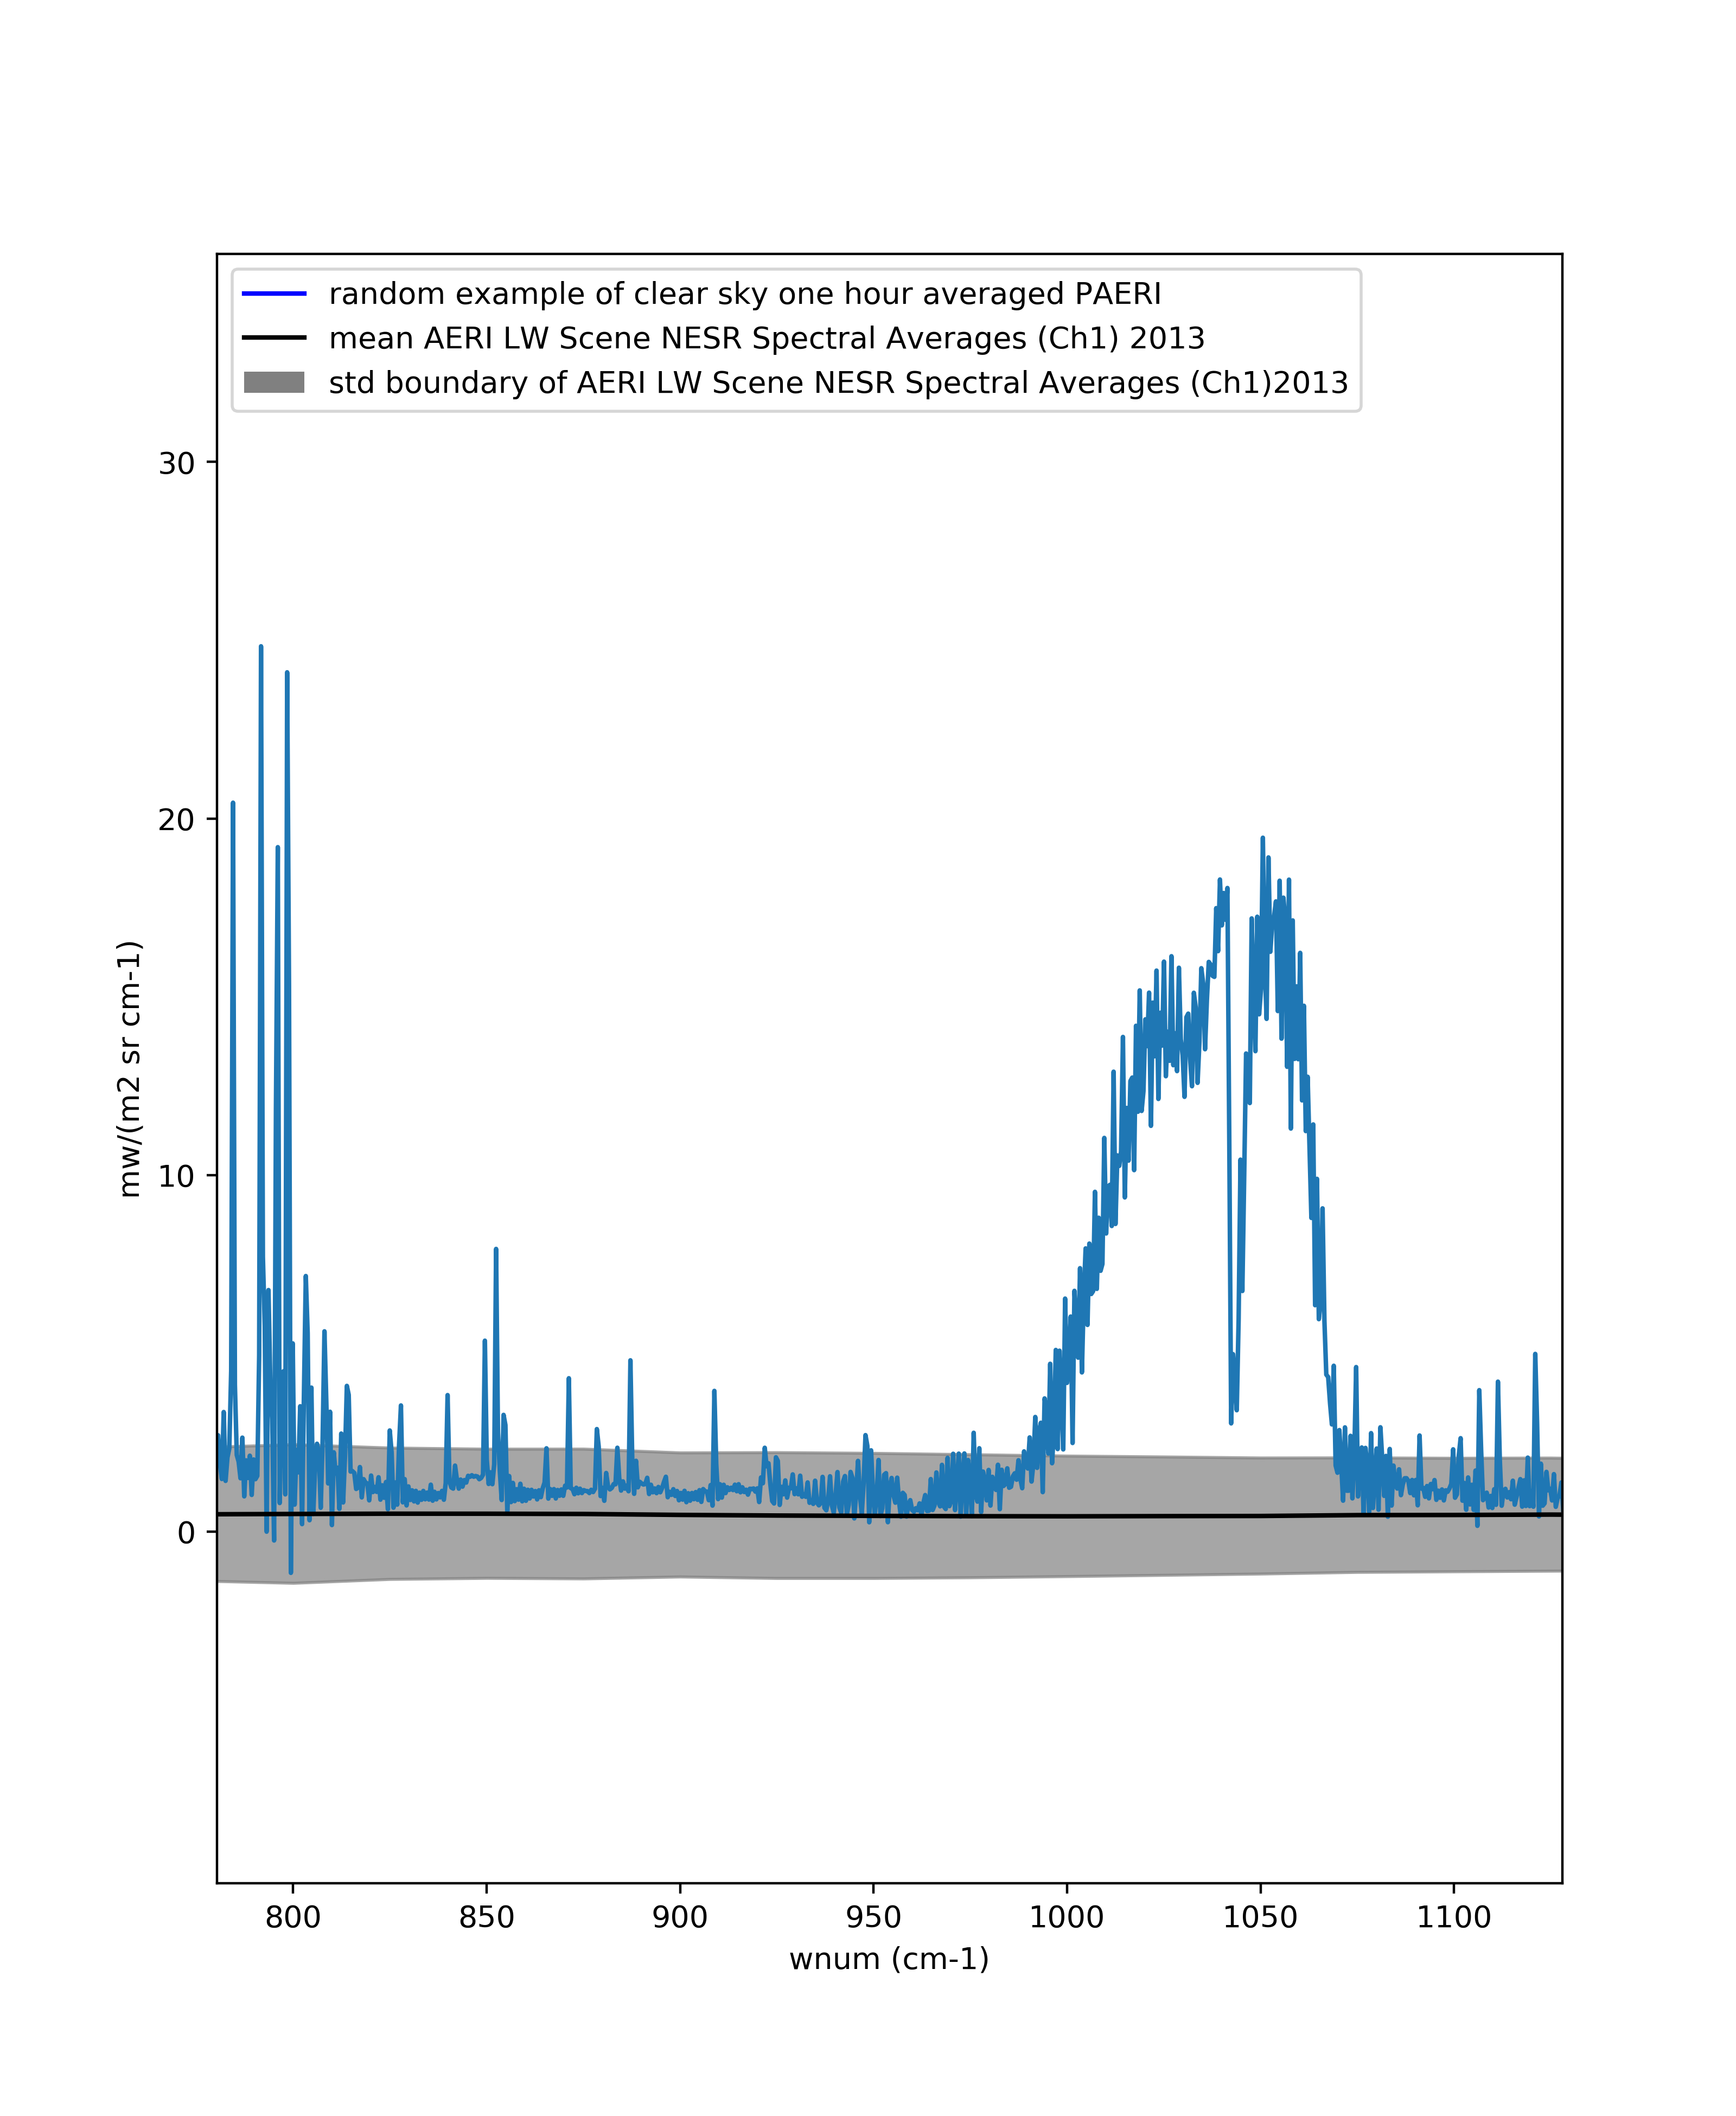 random example of clear sky one hour averaged PAERI
mean AERI LW Scene NESR Spectral Averages (Ch1) 2013
std boundary of AERI LW Scene NESR Spectral Averages (Ch1)2013
30
20
10
0
mw/(m2 sr cm-1)
800 850 900 950 1000 1050 1100
wnum (cm-1)